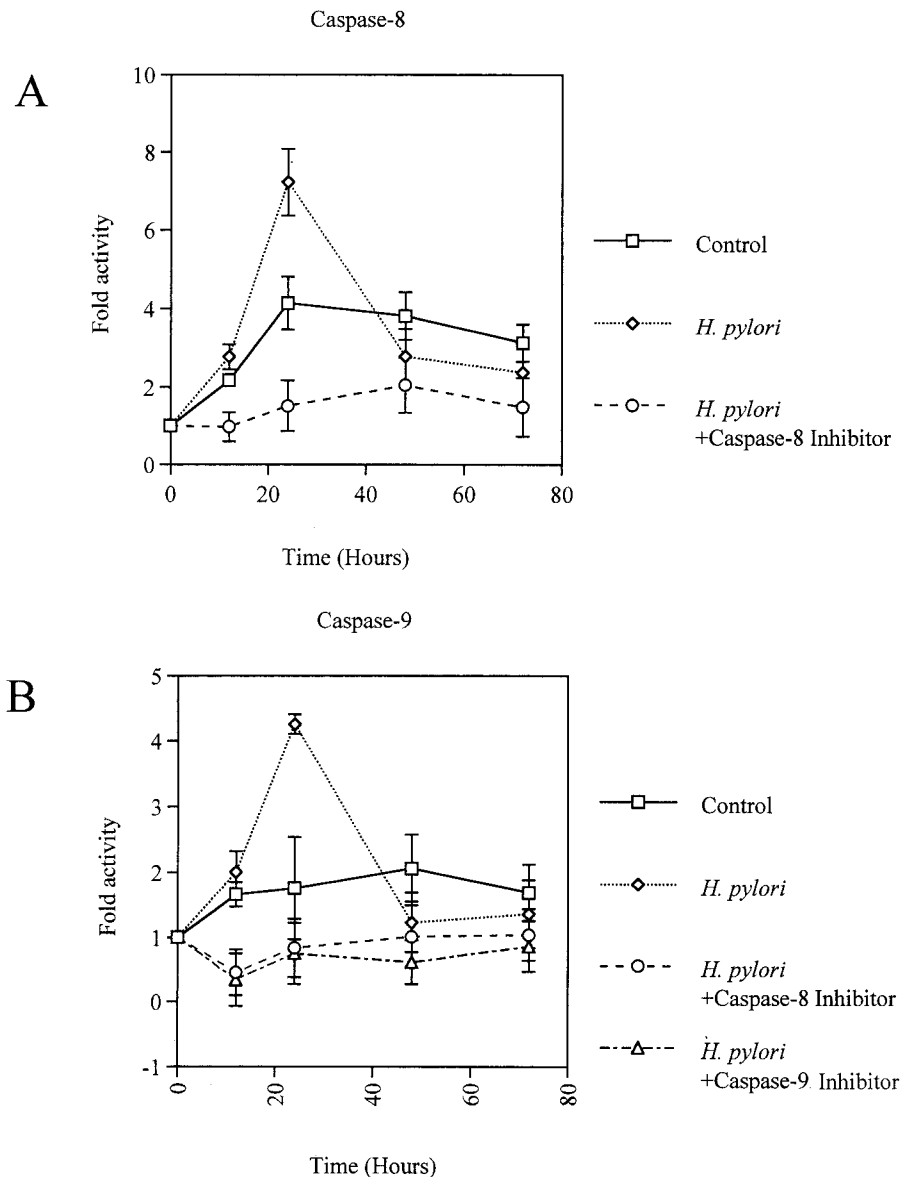 Caspase-8
A
10
8
6
4
2
0
Fold activity
0 20 40 60 80
Time (Hours)
Control
H. pylori
H. pylori
+Caspase-8 Inhibitor
Caspase-9
B
5
4
3
2
1
0
-1
Fold activity
0 20 40 60 80
Time (Hours)
Control
H. pylori
H. pylori
+Caspase-8 Inhibitor
H. pylori
+Caspase-9 Inhibitor